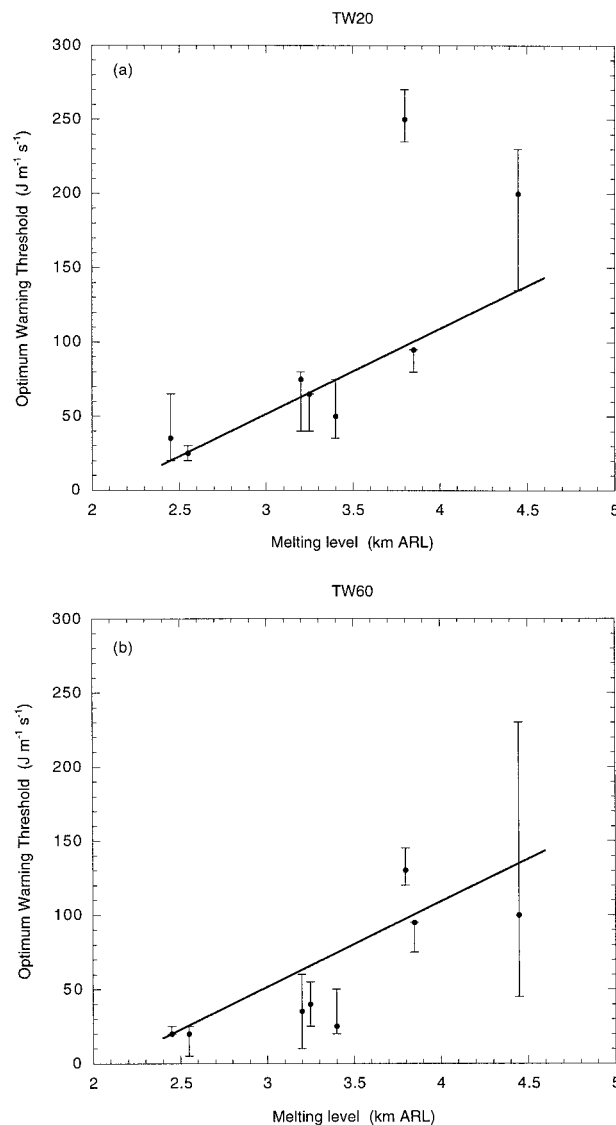 TW20
(a)
300
250
200
150
100
50
0
Optimum Warning Threshold (J m⁻¹ s⁻¹)
2 2.5 3 3.5 4 4.5 5
Melting level (km ARL)
TW60
(b)
300
250
200
150
100
50
0
Optimum Warning Threshold (J m⁻¹ s⁻¹)
2 2.5 3 3.5 4 4.5 5
Melting level (km ARL)